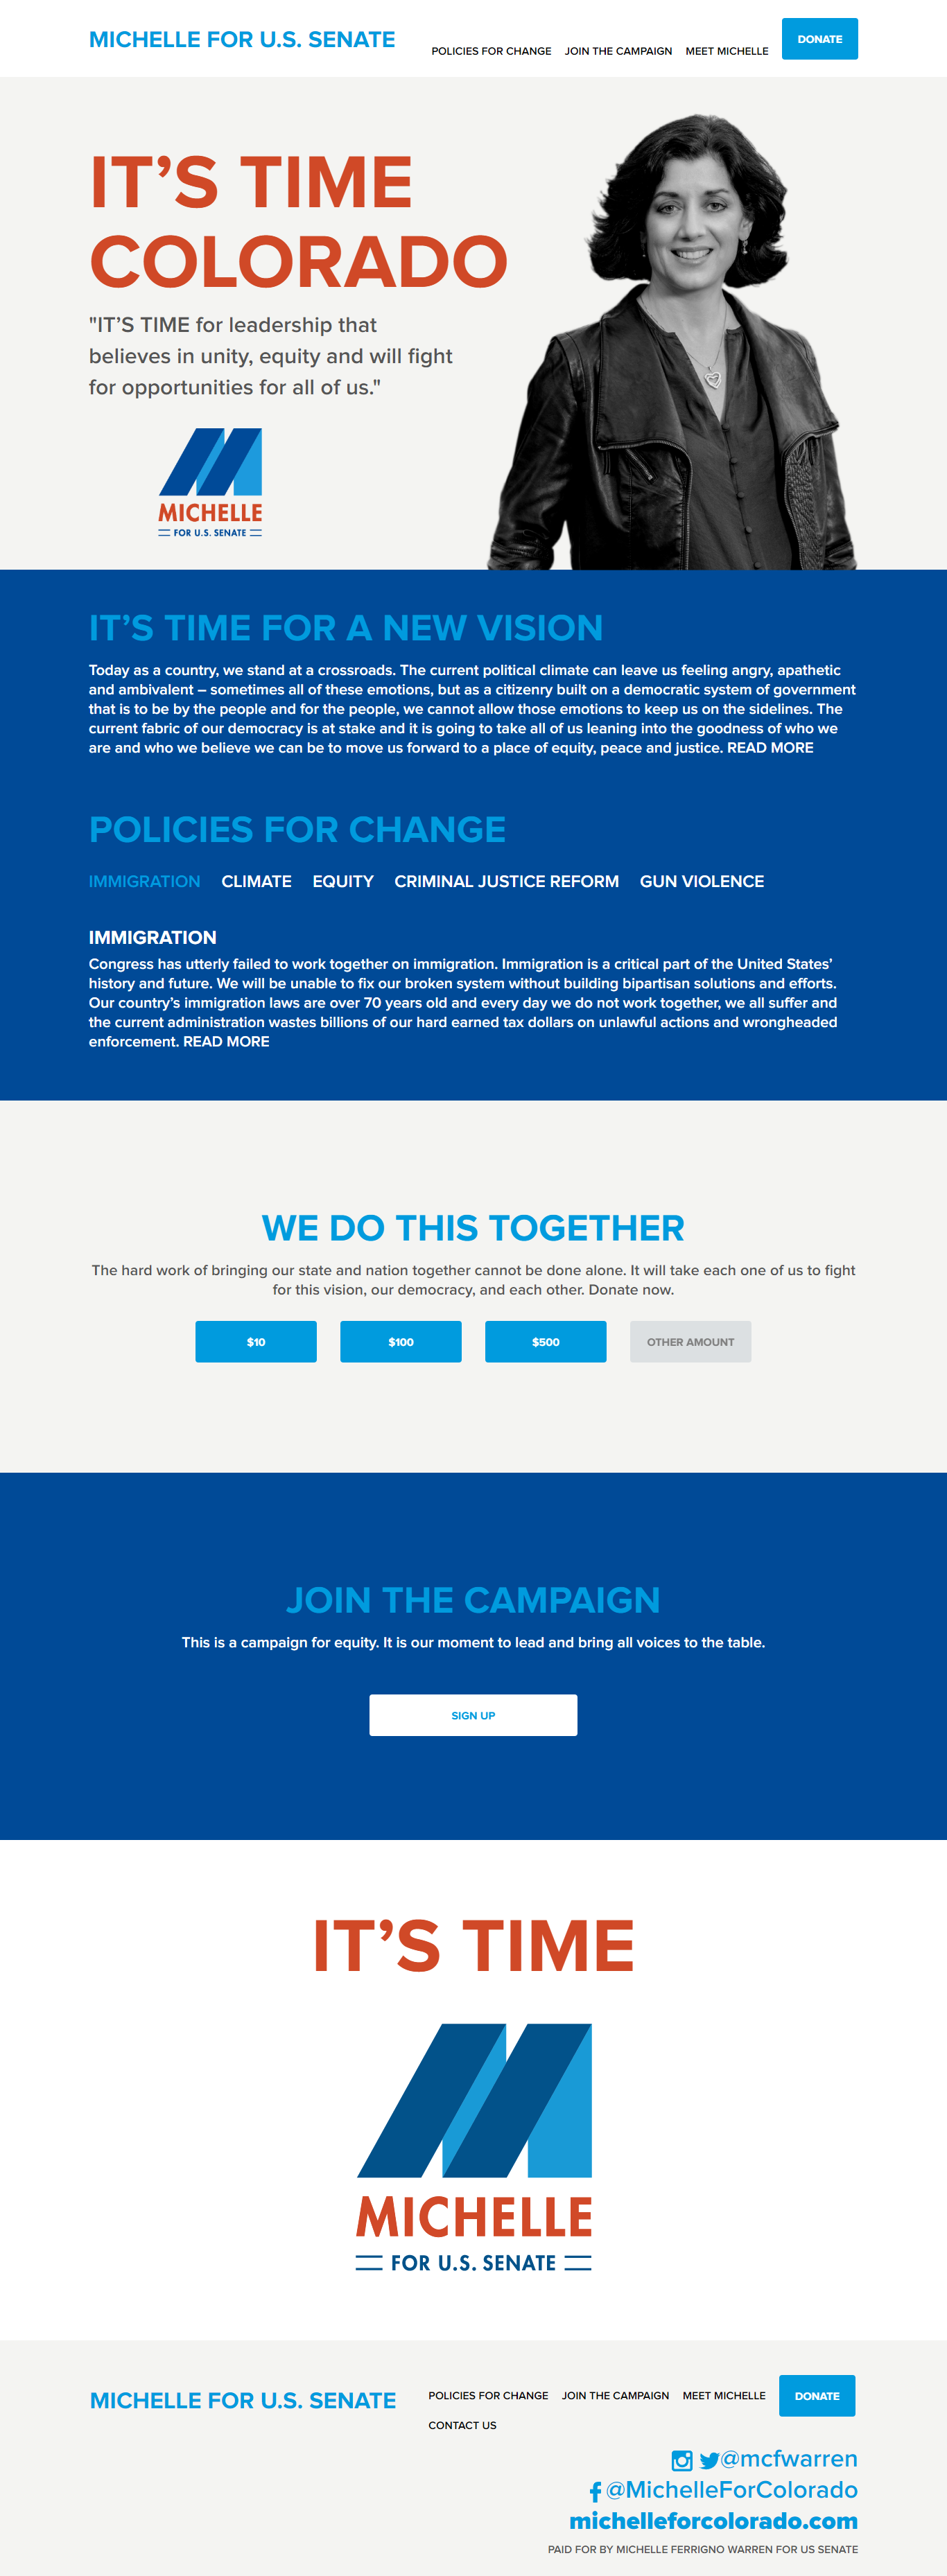 MICHELLE FOR U.S. SENATE
POLICIES FOR CHANGE JOIN THE CAMPAIGN MEET MICHELLE DONATE
IT’S TIME
COLORADO
"IT’S TIME for leadership that
believes in unity, equity and will fight
for opportunities for all of us."
MICHELLE
FOR U.S. SENATE
IT’S TIME FOR A NEW VISION
Today as a country, we stand at a crossroads. The current political climate can leave us feeling angry, apathetic
and ambivalent – sometimes all of these emotions, but as a citizenry built on a democratic system of government
that is to be by the people and for the people, we cannot allow those emotions to keep us on the sidelines. The
current fabric of our democracy is at stake and it is going to take all of us leaning into the goodness of who we
are and who we believe we can be to move us forward to a place of equity, peace and justice. READ MORE
POLICIES FOR CHANGE
IMMIGRATION CLIMATE EQUITY CRIMINAL JUSTICE REFORM GUN VIOLENCE
IMMIGRATION
Congress has utterly failed to work together on immigration. Immigration is a critical part of the United States’
history and future. We will be unable to fix our broken system without building bipartisan solutions and efforts.
Our country’s immigration laws are over 70 years old and every day we do not work together, we all suffer and
the current administration wastes billions of our hard earned tax dollars on unlawful actions and wrongheaded
enforcement. READ MORE
WE DO THIS TOGETHER
The hard work of bringing our state and nation together cannot be done alone. It will take each one of us to fight
for this vision, our democracy, and each other. Donate now.
$10 $100 $500 OTHER AMOUNT
JOIN THE CAMPAIGN
This is a campaign for equity. It is our moment to lead and bring all voices to the table.
SIGN UP
IT’S TIME
MICHELLE
FOR U.S. SENATE
MICHELLE FOR U.S. SENATE
POLICIES FOR CHANGE JOIN THE CAMPAIGN MEET MICHELLE DONATE
CONTACT US
@mcfwarren
@MichelleForColorado
michelleforcolorado.com
PAID FOR BY MICHELLE FERRIGNO WARREN FOR US SENATE